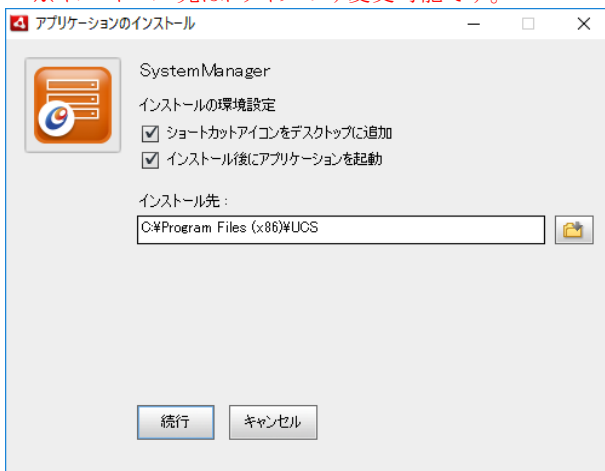 アプリケーションのインストール
SystemManager
インストールの環境設定
ショートカットアイコンをデスクトップに追加
インストール後にアプリケーションを起動
インストール先:
C:¥Program Files (x86)¥UCS
続行
キャンセル